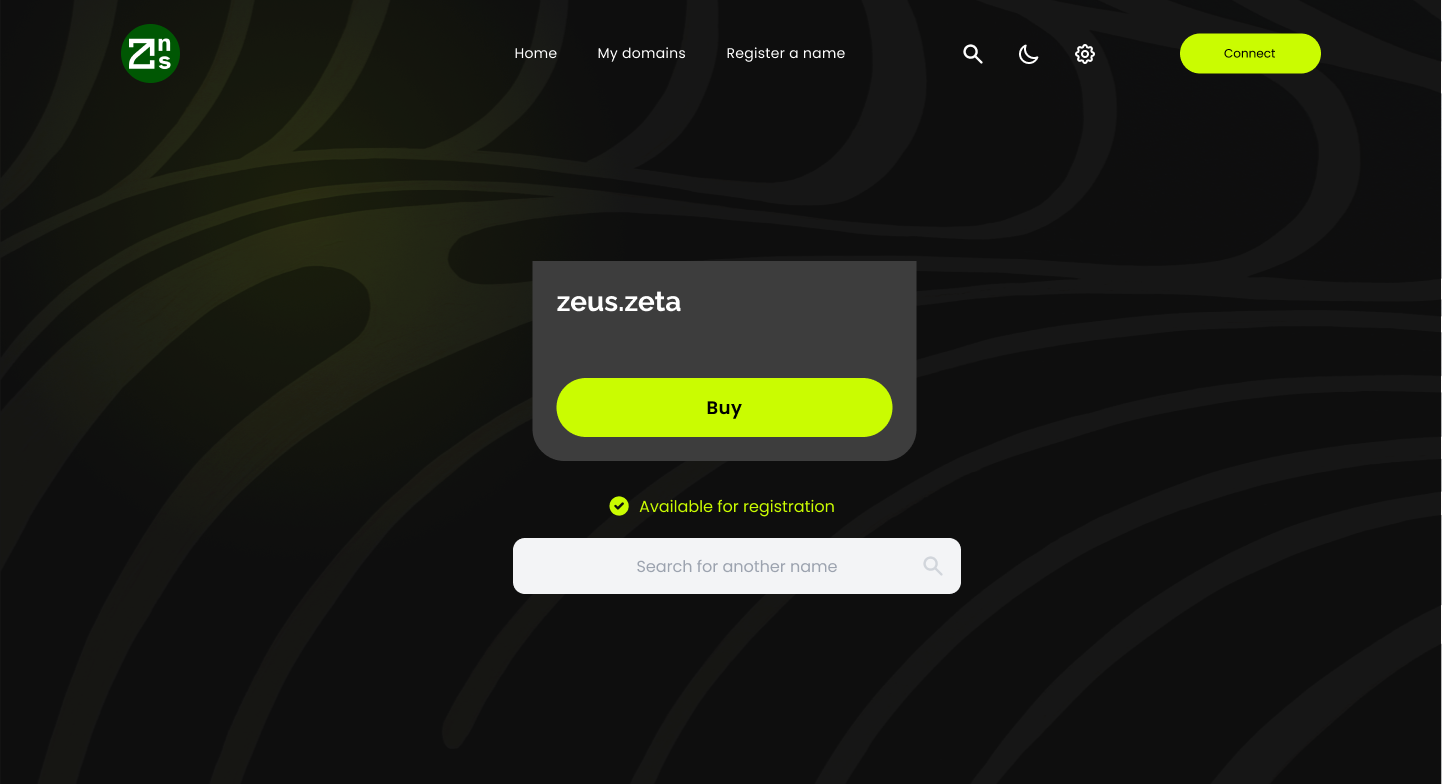 Zns
Home
My domains
Register a name
Connect
zeus.zeta
Buy
Available for registration
Search for another name